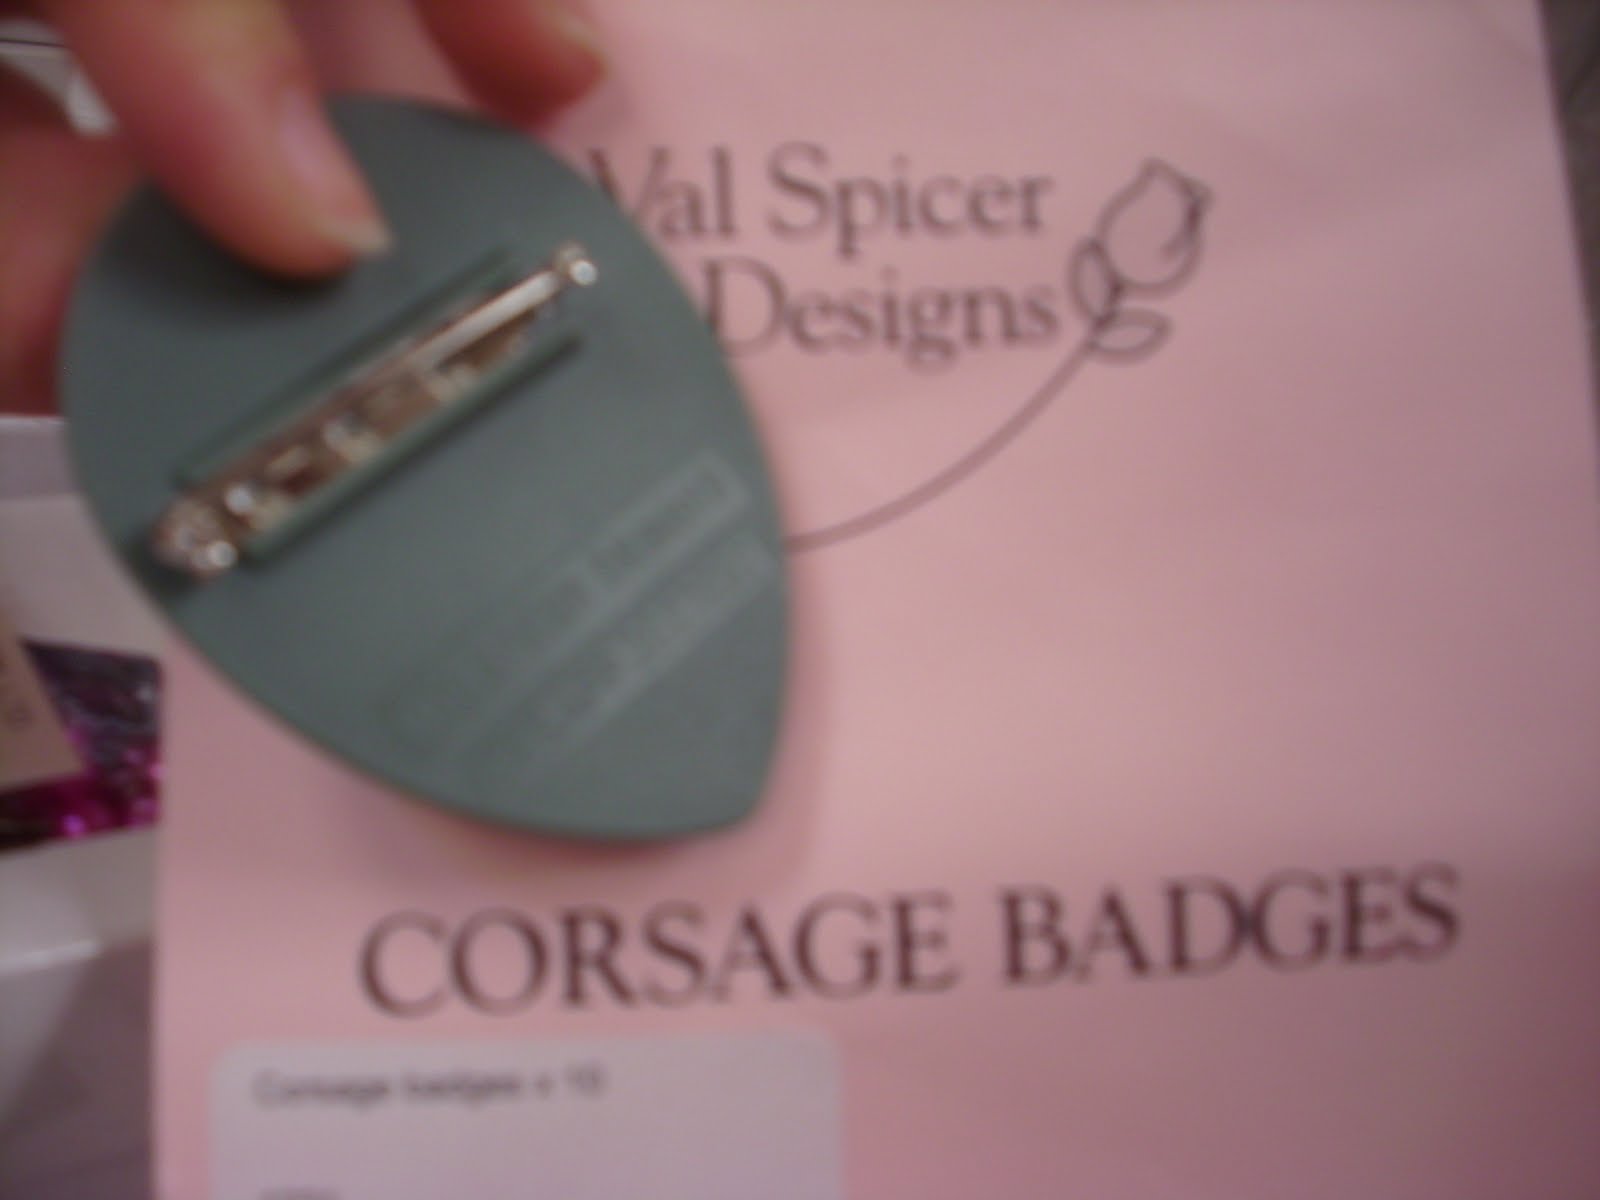 Val Spicer
Designs
CORSAGE BADGES
Corsage badges x 10